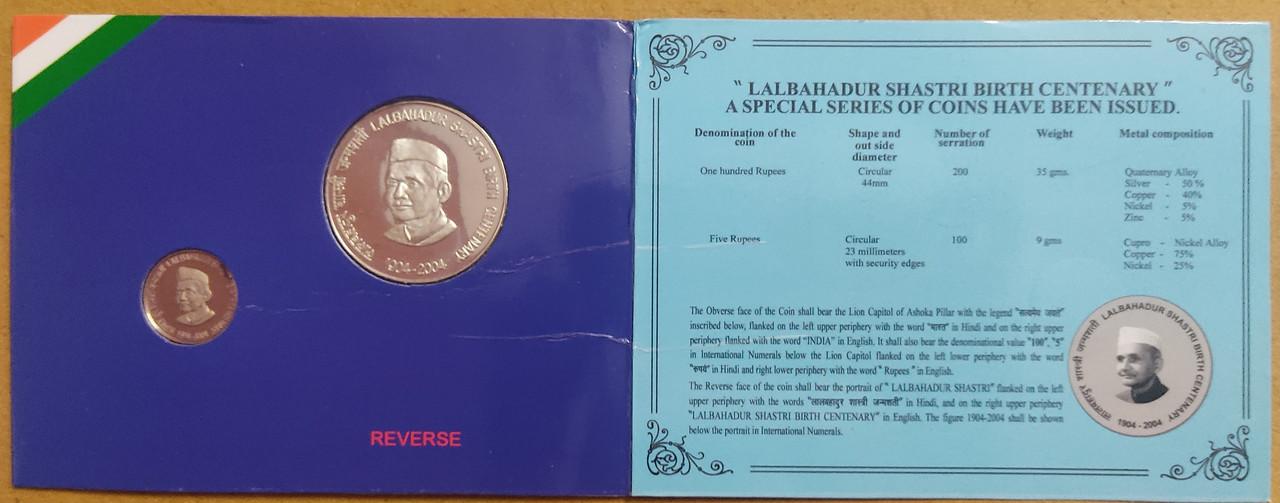 लालबहादुर शास्त्री जन्मशती LALBAHADUR SHASTRI BIRTH CENTENARY
1904-2004
REVERSE
" LALBAHADUR SHASTRI BIRTH CENTENARY "
A SPECIAL SERIES OF COINS HAVE BEEN ISSUED.
Denomination of the coin Shape and out side diameter Number of serration Weight Metal composition
One hundred Rupees Circular 44mm 200 35 gms. Quaternary Alloy
Silver - 50 %
Copper - 40%
Nickel - 5%
Zinc - 5%
Five Rupees Circular 23 millimeters with security edges 100 9 gms Cupro - Nickel Alloy
Copper - 75%
Nickel - 25%
The Obverse face of the Coin shall bear the Lion Capitol of Ashoka Pillar with the legend "सत्यमेव जयते"
inscribed below, flanked on the left upper periphery with the word "भारत" in Hindi and on the right upper
periphery flanked with the word "INDIA" in English. It shall also bear the denominational value "100", "5"
in International Numerals below the Lion Capitol flanked on the left lower periphery with the word
"रुपये" in Hindi and right lower periphery with the word " Rupees " in English.
The Reverse face of the coin shall bear the portrait of " LALBAHADUR SHASTRI" flanked on the left
upper periphery with the words "लालबहादुर शास्त्री जन्मशती" in Hindi, and on the right upper periphery
"LALBAHADUR SHASTRI BIRTH CENTENARY" in English. The figure 1904-2004 shall be shown
below the portrait in International Numerals.
लालबहादुर शास्त्री जन्मशती LALBAHADUR SHASTRI BIRTH CENTENARY
1904 - 2004